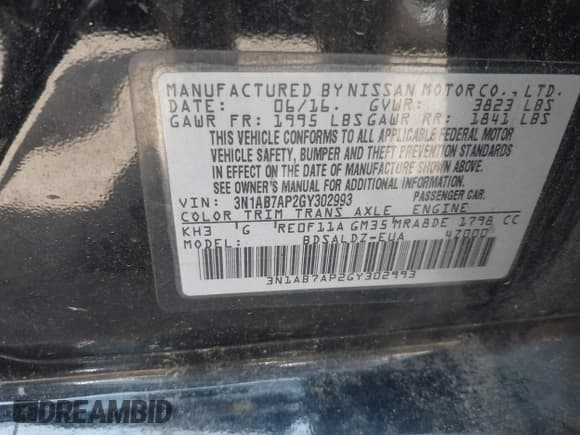 MANUFACTURED BY NISSAN MOTOR CO., LTD.
DATE: 06/16. GVWR: 3823 LBS
GAWR FR: 1995 LBS GAWR RR: 1841 LBS
THIS VEHICLE CONFORMS TO ALL APPLICABLE FEDERAL MOTOR
VEHICLE SAFETY, BUMPER AND THEFT PREVENTION STANDARDS
IN EFFECT ON THE DATE OF MANUFACTURE SHOWN ABOVE.
SEE OWNER'S MANUAL FOR ADDITIONAL INFORMATION.
VIN: 3N1AB7AP2GY302993 PASSENGER CAR.
COLOR TRIM TRANS AXLE ENGINE
KH3 'G 'RE0F11A GM35'MRA8DE 1798 CC
MODEL: BDSALDZ-EUA 47000
3N1AB7AP2GY302993
DREAMBID